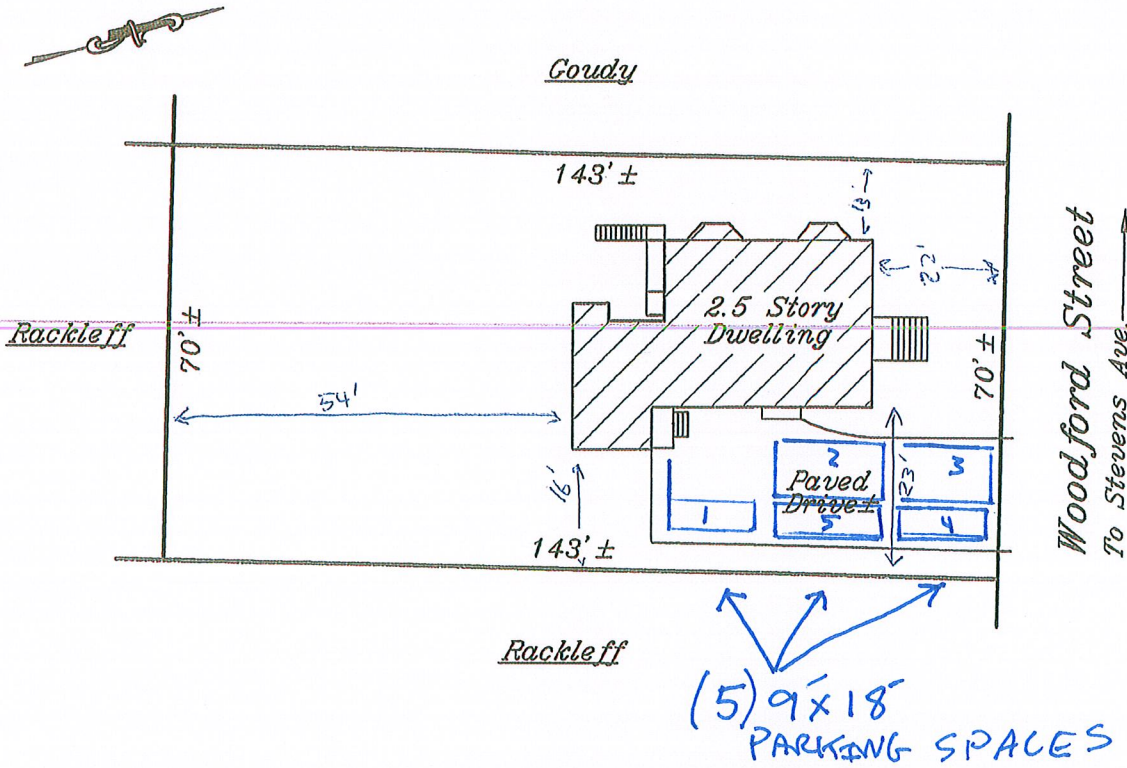 Goudy
143' ±
13'
22'
2.5 Story
Dwelling
Rackleff
70' ±
70' ±
Woodford Street
To Stevens Ave.
54'
16'
23'
2
3
Paved
Drive±
1
5
4
143' ±
Rackleff
(5) 9'x18'
PARKING SPACES